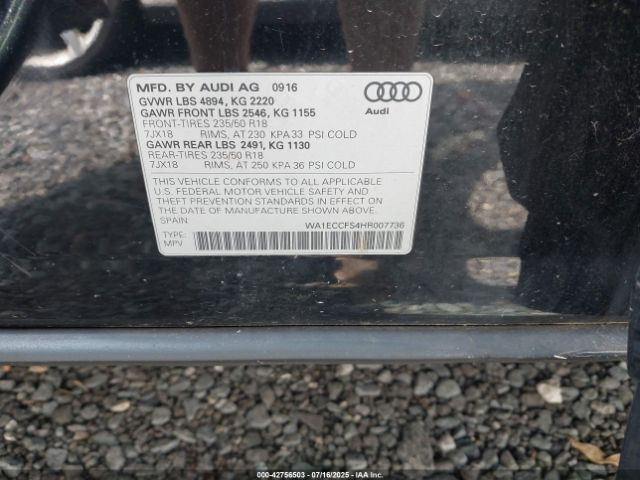 MFD. BY AUDI AG 0916
GVWR LBS 4894, KG 2220
GAWR FRONT LBS 2546, KG 1155
FRONT-TIRES 235/50 R18
7JX18 RIMS, AT 230 KPA 33 PSI COLD
GAWR REAR LBS 2491, KG 1130
REAR-TIRES 235/50 R18
7JX18 RIMS, AT 250 KPA 36 PSI COLD
Audi
THIS VEHICLE CONFORMS TO ALL APPLICABLE
U.S. FEDERAL MOTOR VEHICLE SAFETY AND
THEFT PREVENTION STANDARDS IN EFFECT ON THE
DATE OF MANUFACTURE SHOWN ABOVE.
SPAIN
WA1ECCFS4HR007736
TYPE:
MPV
000-42756503 - 07/16/2025 - COPYRIGHT IAA, LLC.